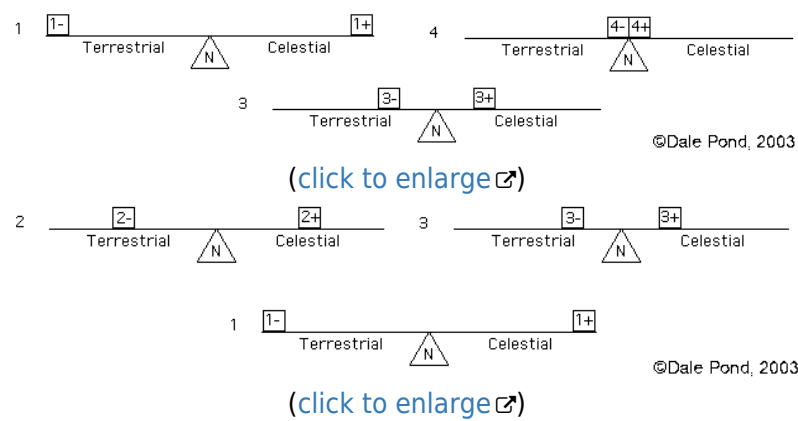 1 1- 1+ 4 4- 4+
Terrestrial N Celestial Terrestrial N Celestial
3 3- 3+
Terrestrial N Celestial
©Dale Pond, 2003
(click to enlarge)
2 2- 2+ 3 3- 3+
Terrestrial N Celestial Terrestrial N Celestial
1 1- 1+
Terrestrial N Celestial
©Dale Pond, 2003
(click to enlarge)